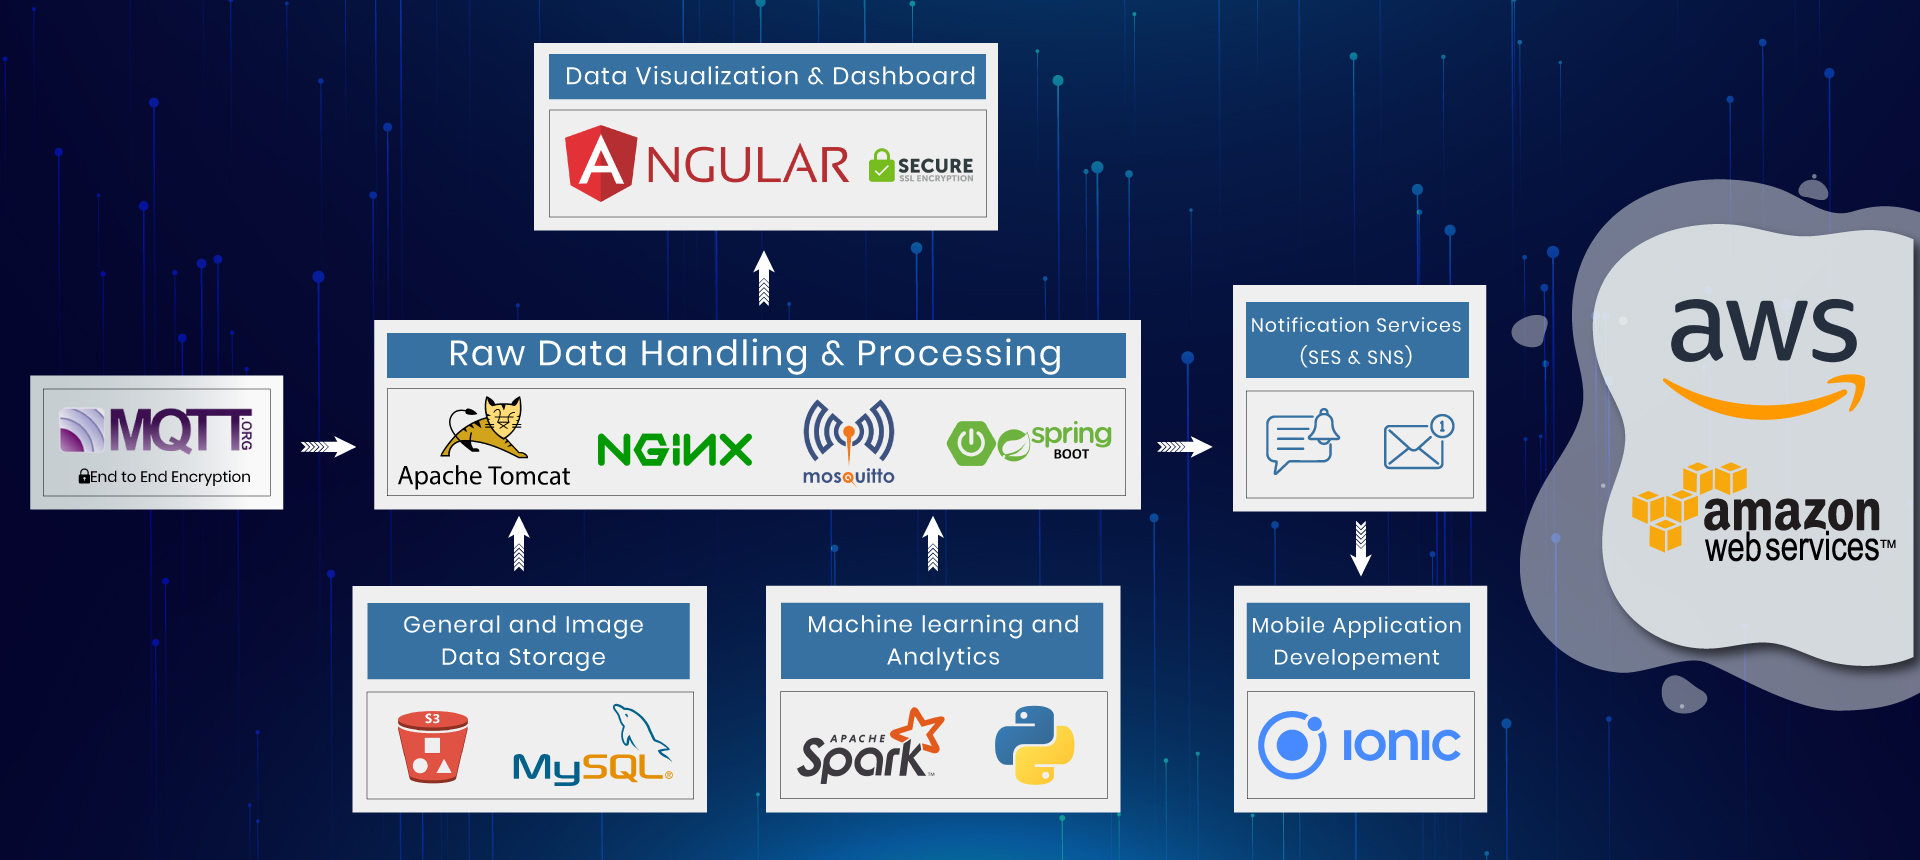 Data Visualization & Dashboard
ANGULAR
SECURE
SSL ENCRYPTION
Raw Data Handling & Processing
Apache Tomcat
NGINX
mosquitto
spring
BOOT
MQTT
.ORG
End to End Encryption
Notification Services
(SES & SNS)
1
aws
amazon
web services™
General and Image
Data Storage
S3
MySQL®
Machine learning and
Analytics
APACHE
Spark™
Mobile Application
Developement
IONIC